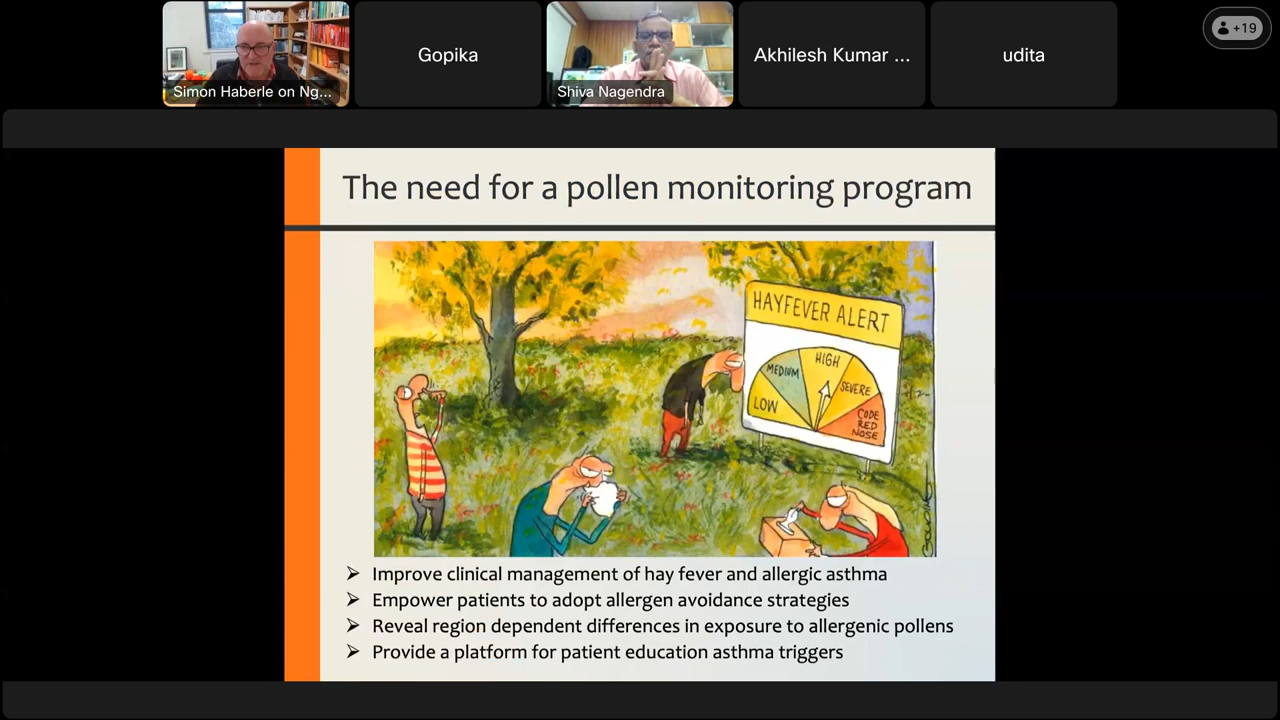 Simon Haberle on Ng...
Gopika
Shiva Nagendra
Akhilesh Kumar ...
udita
+19
The need for a pollen monitoring program
HAYFEVER ALERT
LOW
MEDIUM
HIGH
SEVERE
CODE
RED
NOSE
➢ Improve clinical management of hay fever and allergic asthma
➢ Empower patients to adopt allergen avoidance strategies
➢ Reveal region dependent differences in exposure to allergenic pollens
➢ Provide a platform for patient education asthma triggers